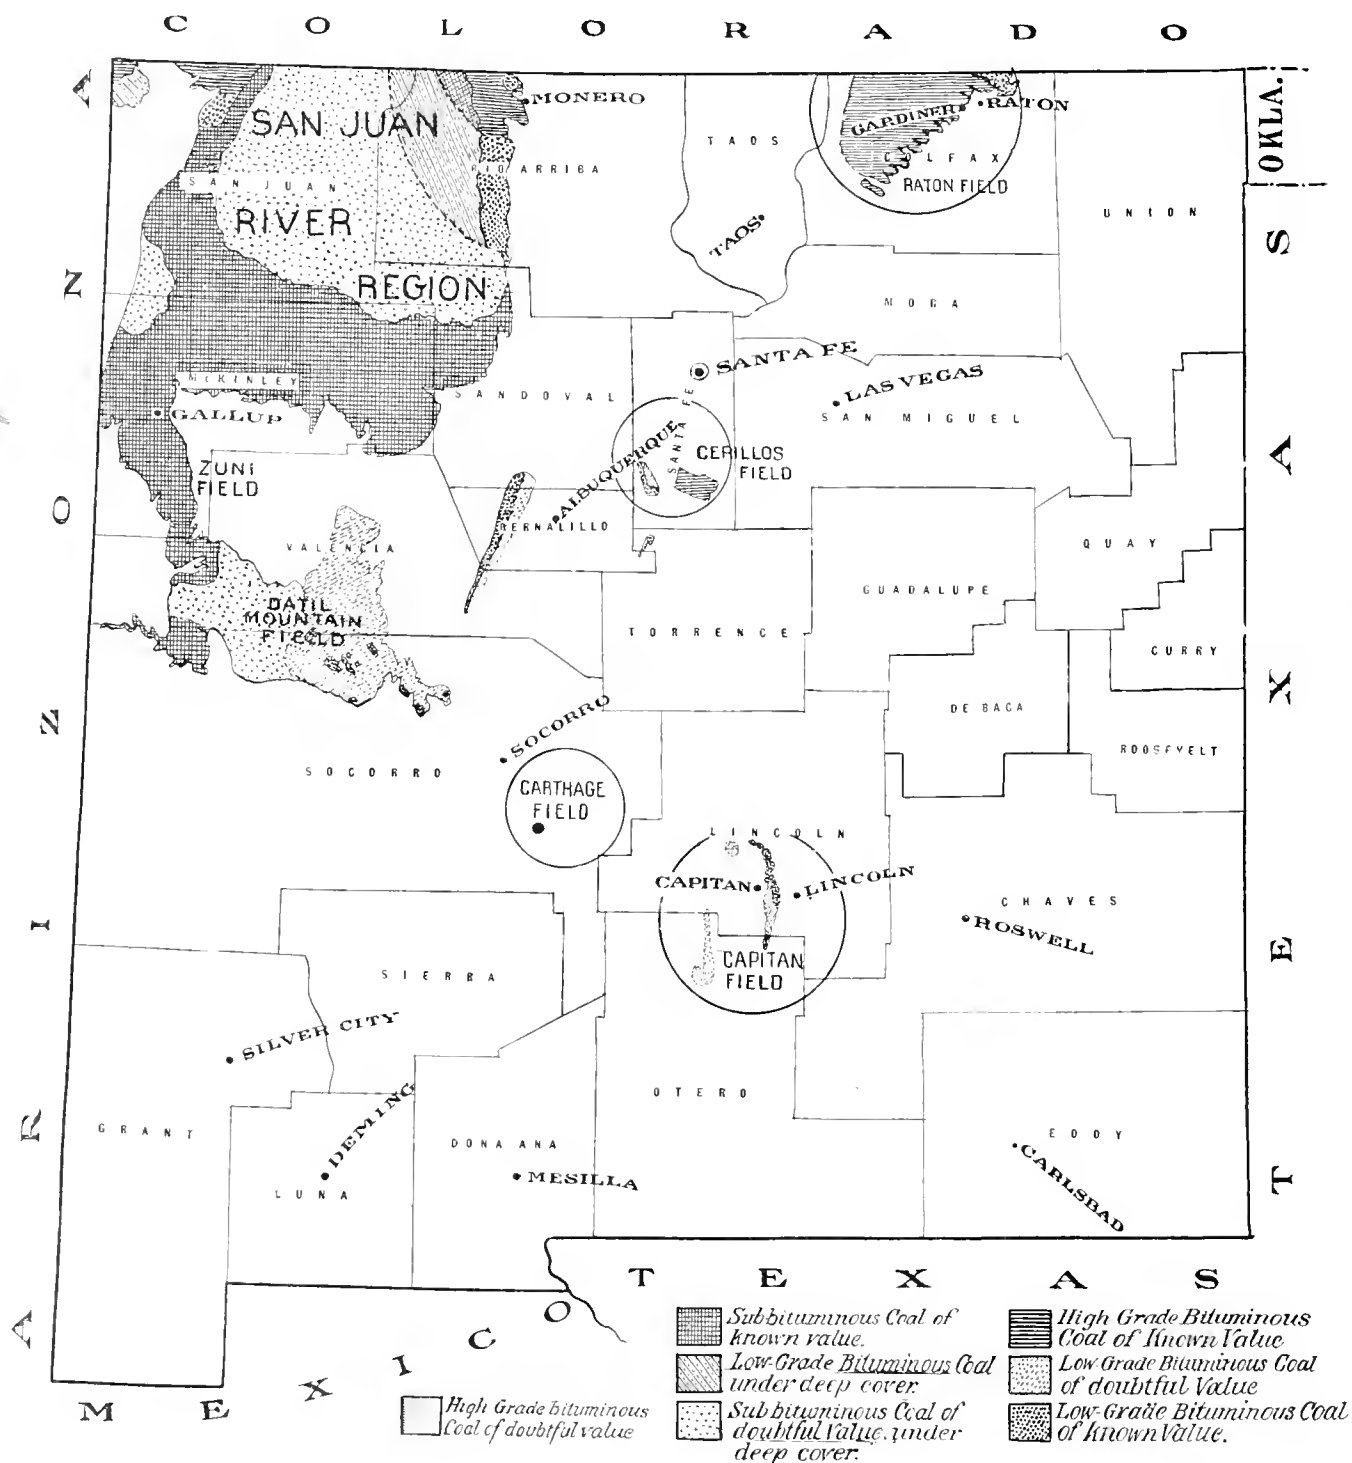 COLORADO
ARIZONA
OKLA.
TEXAS
MONERO
RATON
GARDINER
COLFAX
RATON FIELD
TAOS
TAOS
RIO ARRIBA
SAN JUAN
SAN JUAN
RIVER
REGION
UNION
MORA
SANTA FE
LAS VEGAS
SAN MIGUEL
McKINLEY
GALLUP
SANDOVAL
SANTA FE
CERILLOS
FIELD
ALBUQUERQUE
BERNALILLO
ZUNI
FIELD
VALENCIA
DATIL
MOUNTAIN
FIELD
QUAY
GUADALUPE
TORRENCE
CURRY
DE BACA
ROOSEVELT
SOCORRO
SOCORRO
CARTHAGE
FIELD
LINCOLN
CAPITAN
LINCOLN
CAPITAN
FIELD
CHAVES
ROSWELL
SIERRA
SILVER CITY
GRANT
DEMING
LUNA
DONA ANA
MESILLA
OTERO
EDDY
CARLSBAD
TEXAS
MEXICO
Subbituminous Coal of
known value.
Low-Grade Bituminous Coal
under deep cover.
Subbituminous Coal of
doubtful Value, under
deep cover.
High Grade Bituminous
Coal of Known Value
Low Grade Bituminous Coal
of doubtful Value
Low-Grade Bituminous Coal
of known Value.
High Grade bituminous
Coal of doubtful value